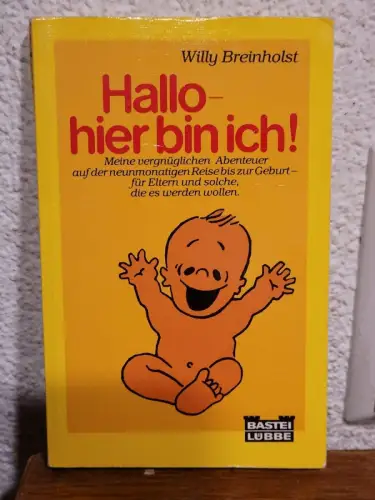 Willy Breinholst
Hallo-
hier bin ich!
Meine vergnüglichen Abenteuer
auf der neunmonatigen Reise bis zur Geburt-
für Eltern und solche,
die es werden wollen.
BASTEI
LÜBBE